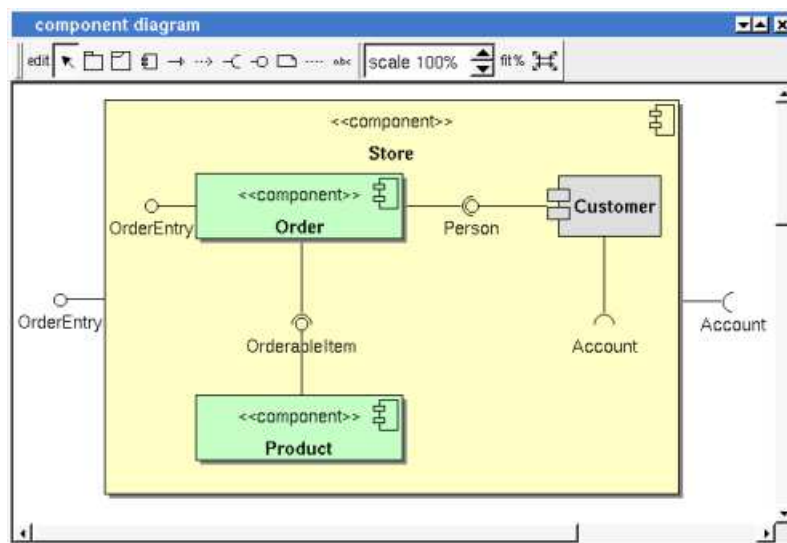 component diagram
edit abc scale 100% fit%
<<component>>
Store
<<component>>
Order
OrderEntry
Person
Customer
OrderEntry
OrderableItem
Account
Account
<<component>>
Product